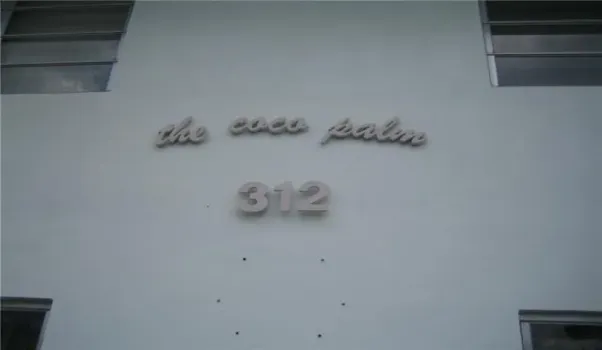 the coco palm
312